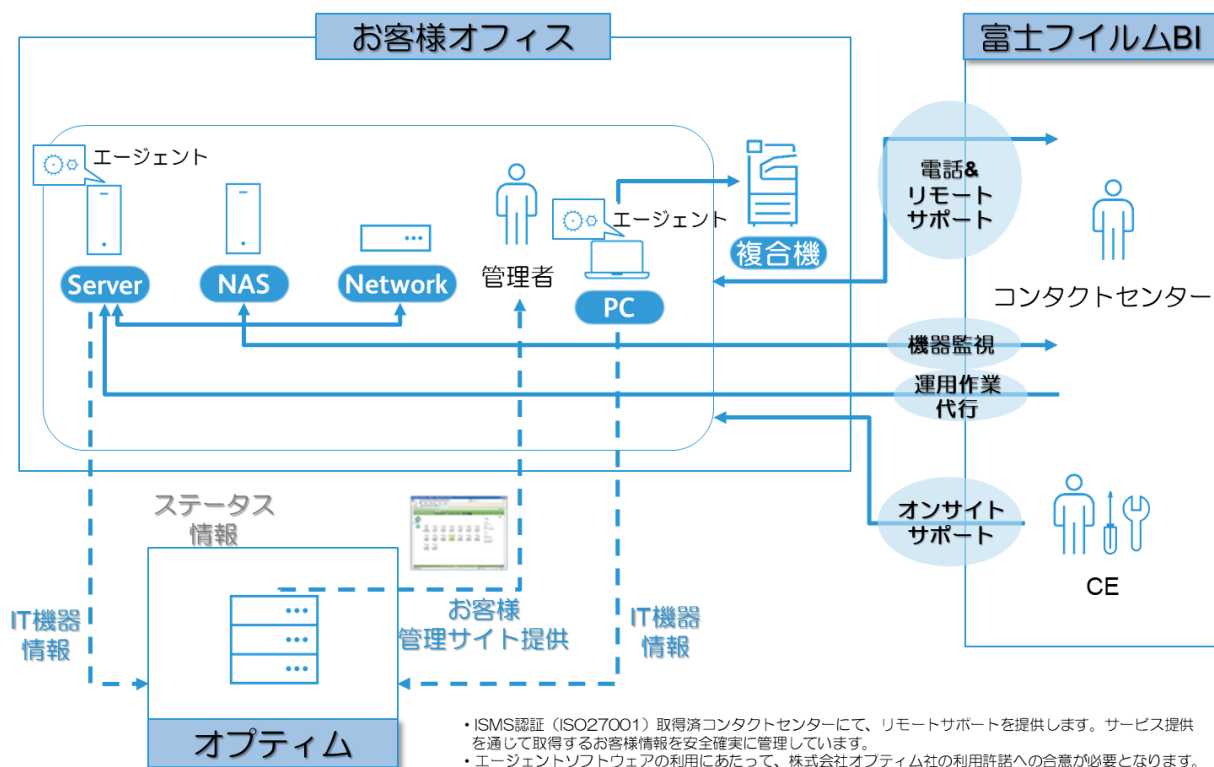 お客様オフィス
富士フイルムBI
エージェント
エージェント
Server
NAS
Network
管理者
PC
複合機
電話&
リモート
サポート
コンタクトセンター
機器監視
運用作業
代行
オンサイト
サポート
CE
ステータス
情報
IT機器
情報
お客様
管理サイト提供
IT機器
情報
オプティム
・ISMS認証（ISO27001）取得済コンタクトセンターにて、リモートサポートを提供します。サービス提供
を通じて取得するお客様情報を安全確実に管理しています。
・エージェントソフトウェアの利用にあたって、株式会社オプティム社の利用許諾への合意が必要となります。